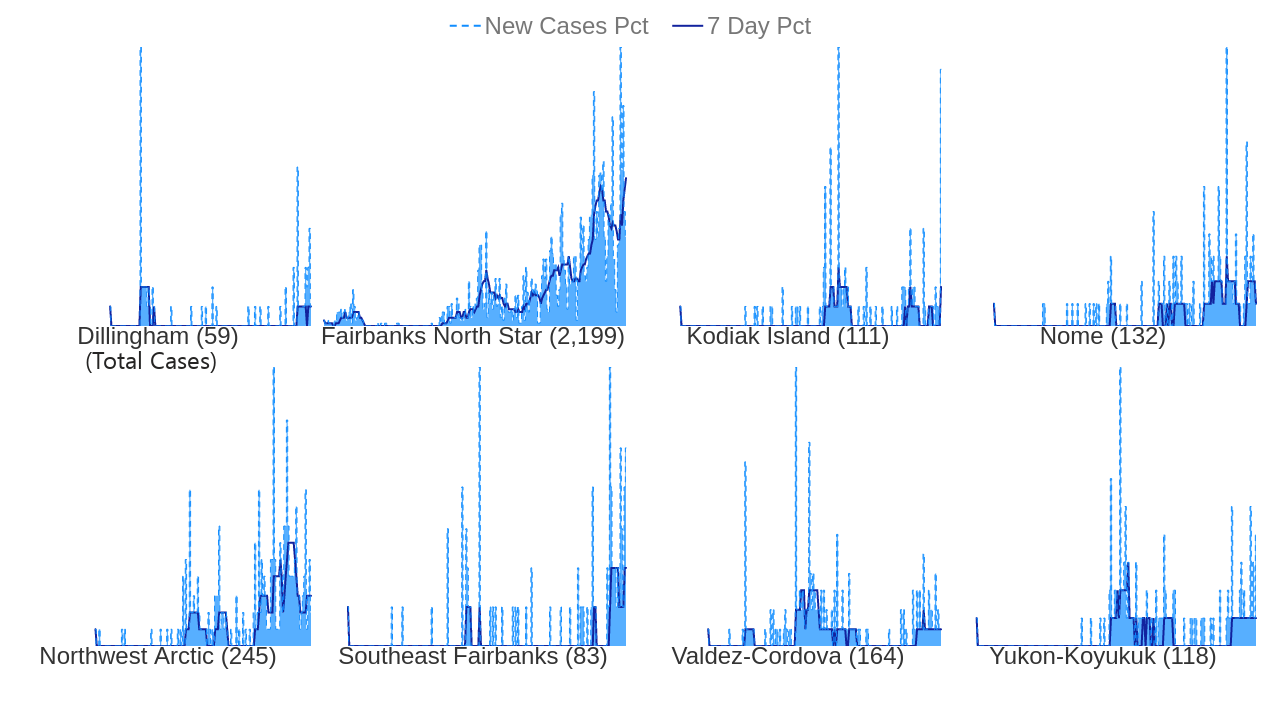 New Cases Pct 7 Day Pct
Dillingham (59) Fairbanks North Star (2,199) Kodiak Island (111) Nome (132)
(Total Cases)
Northwest Arctic (245) Southeast Fairbanks (83) Valdez-Cordova (164) Yukon-Koyukuk (118)